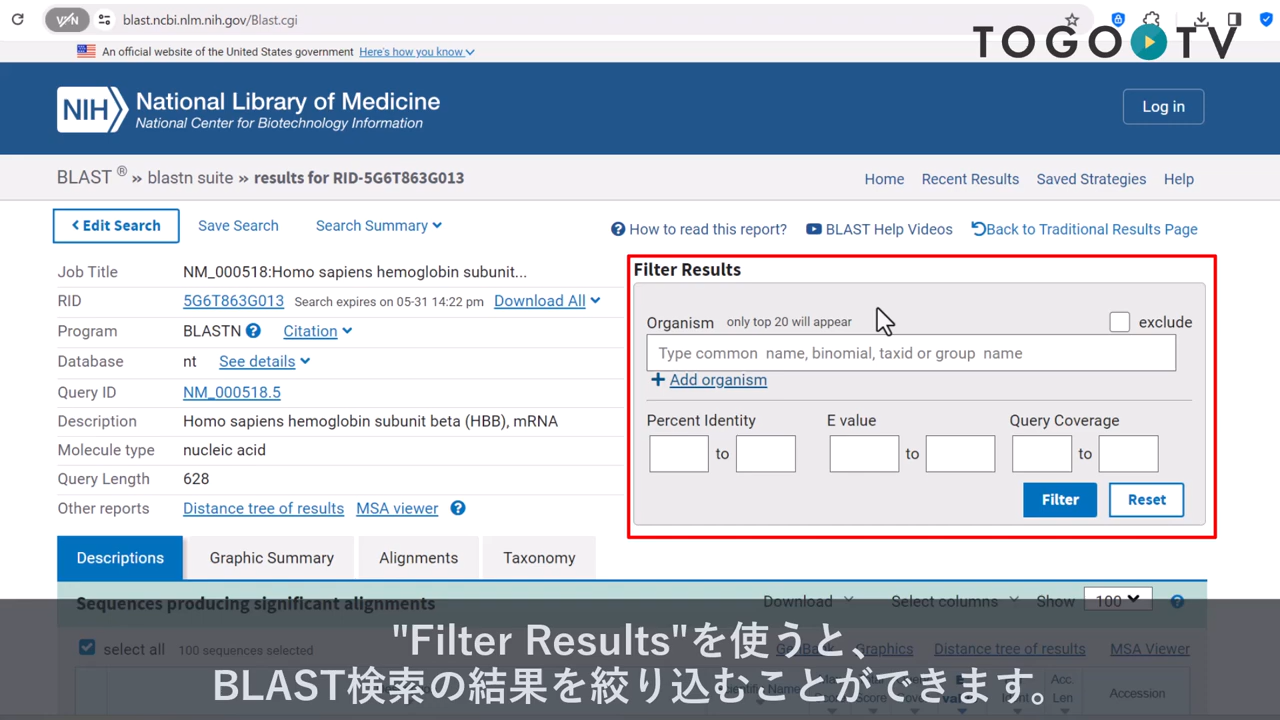 VPN blast.ncbi.nlm.nih.gov/Blast.cgi
TOGO TV
An official website of the United States government Here's how you know
NIH National Library of Medicine
National Center for Biotechnology Information
Log in
BLAST ® » blastn suite » results for RID-5G6T863G013
Home Recent Results Saved Strategies Help
Edit Search Save Search Search Summary
How to read this report? BLAST Help Videos Back to Traditional Results Page
Job Title NM_000518:Homo sapiens hemoglobin subunit...
RID 5G6T863G013 Search expires on 05-31 14:22 pm Download All
Program BLASTN Citation
Database nt See details
Query ID NM_000518.5
Description Homo sapiens hemoglobin subunit beta (HBB), mRNA
Molecule type nucleic acid
Query Length 628
Other reports Distance tree of results MSA viewer
Filter Results
Organism only top 20 will appear exclude
Type common name, binomial, taxid or group name
+ Add organism
Percent Identity E value Query Coverage
to to to
Filter Reset
Descriptions Graphic Summary Alignments Taxonomy
Sequences producing significant alignments Download Select columns Show 100
select all 100 sequences selected GenBank Graphics Distance tree of results MSA Viewer
Acc.
Len Accession
"Filter Results"を使うと、
BLAST検索の結果を絞り込むことができます。